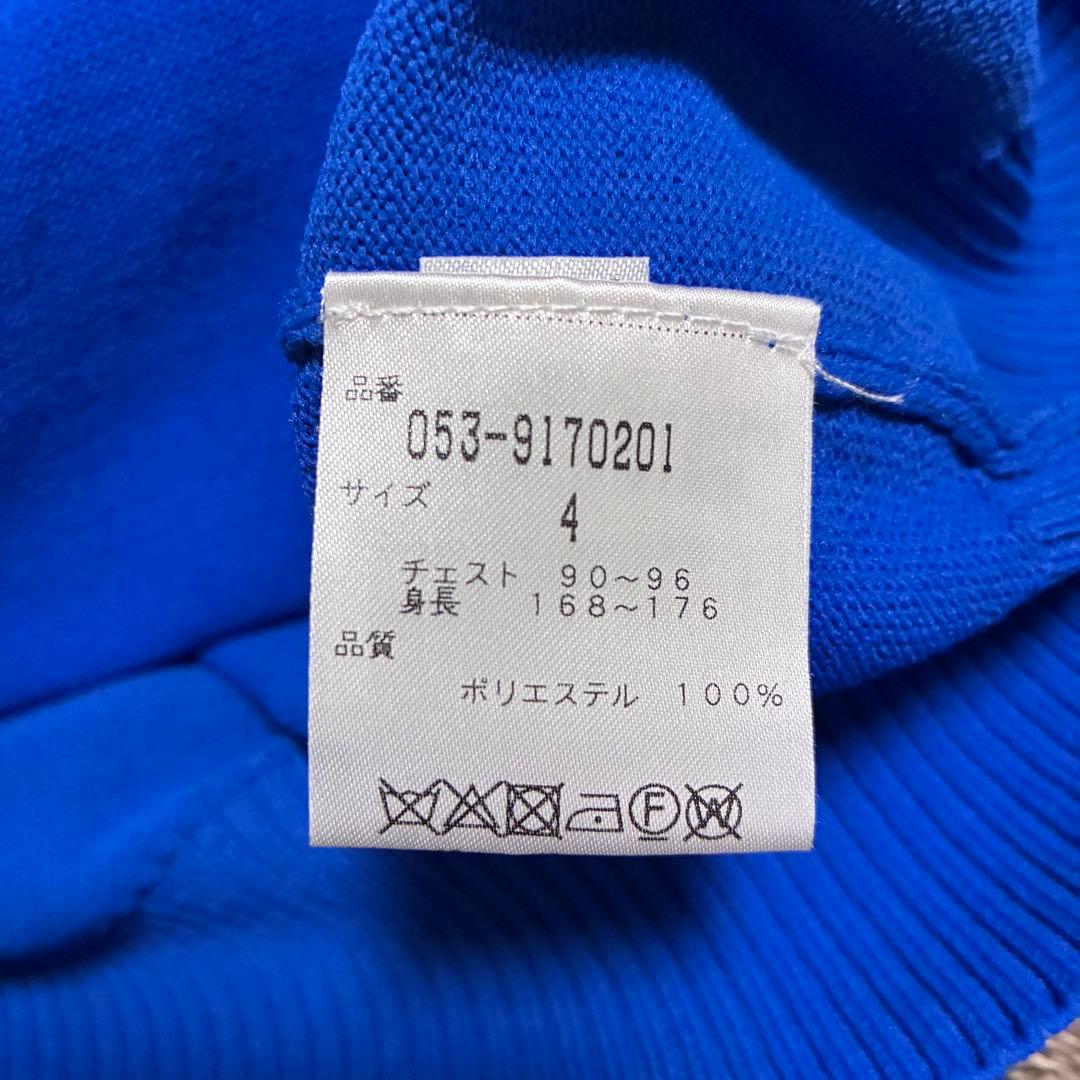 品番
053-9170201
サイズ
4
チェスト 90～96
身長 168～176
品質
ポリエステル 100%
F W